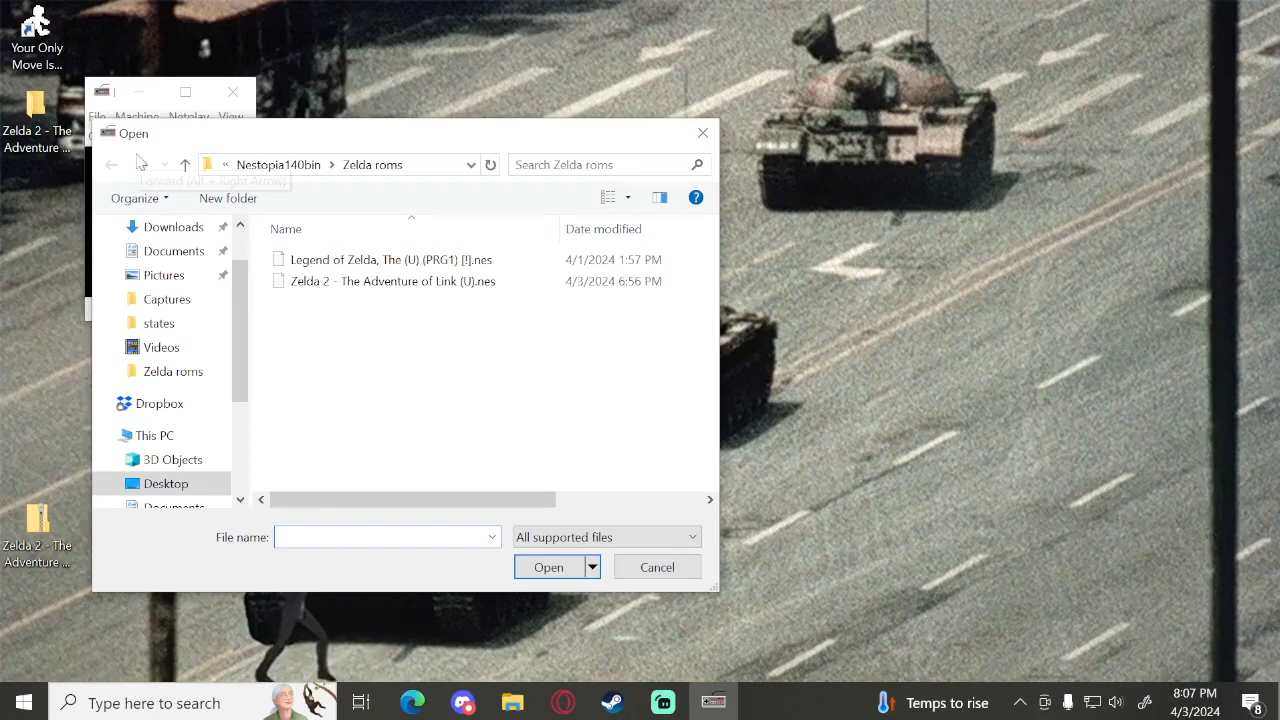 Your Only
Move Is...
Zelda 2 - The
Adventure ...
Zelda 2 - The
Adventure ...
File Machine Netplay View
Open
« Nestopia140bin > Zelda roms
Search Zelda roms
Forward (Alt + Right Arrow)
Organize
New folder
Name
Date modified
Legend of Zelda, The (U) (PRG1) [!].nes 4/1/2024 1:57 PM
Zelda 2 - The Adventure of Link (U).nes 4/3/2024 6:56 PM
Downloads
Documents
Pictures
Captures
states
Videos
Zelda roms
Dropbox
This PC
3D Objects
Desktop
Documents
File name:
All supported files
Open
Cancel
Type here to search
Temps to rise
8:07 PM
4/3/2024
8